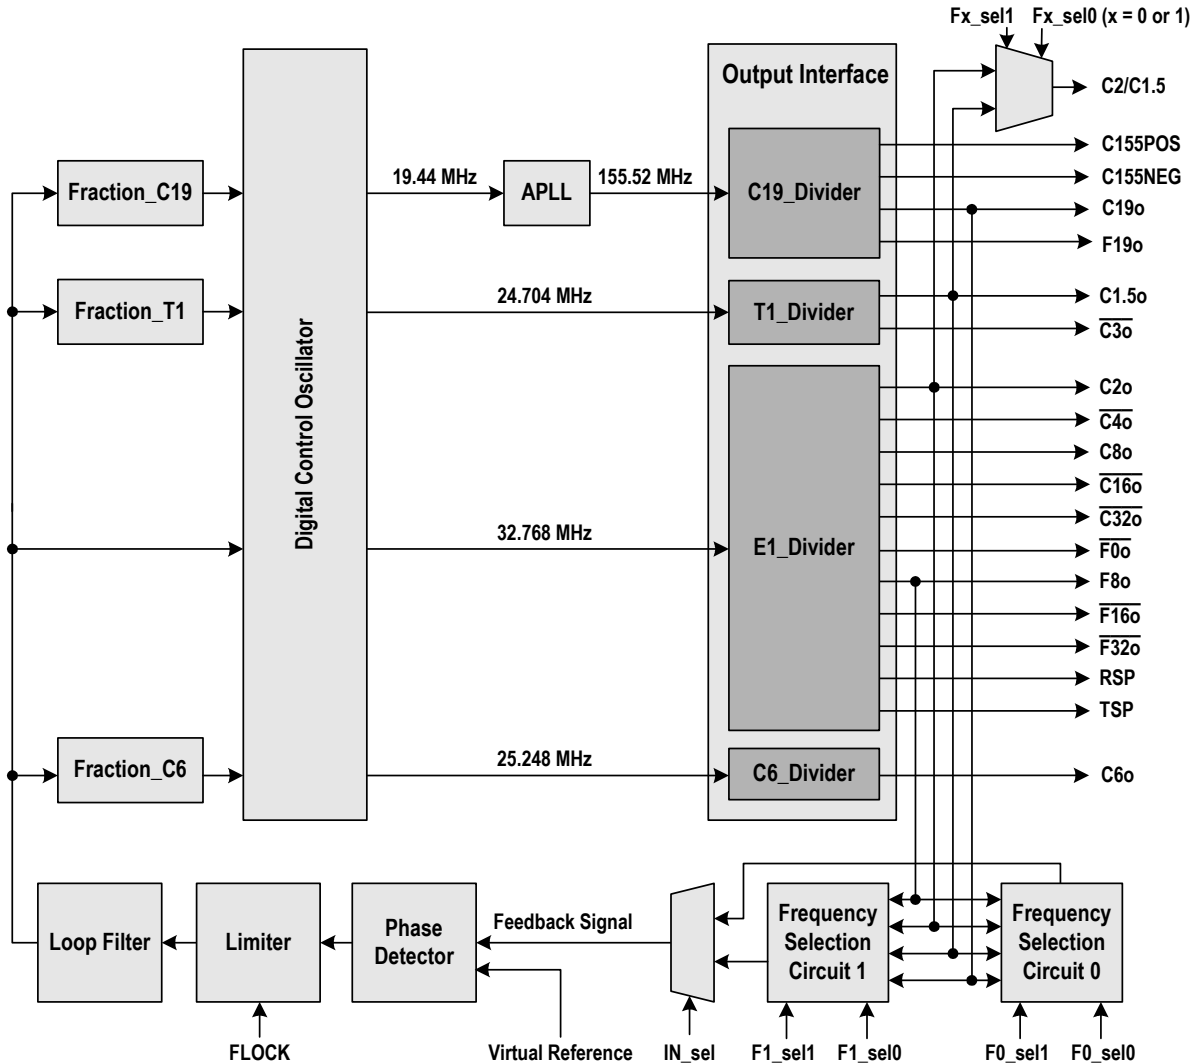 Fx_sel1
Fx_sel0 (x = 0 or 1)
Output Interface
C2/C1.5
C155POS
C155NEG
C19o
F19o
Fraction_C19
19.44 MHz
APLL
155.52 MHz
C19_Divider
Fraction_T1
24.704 MHz
T1_Divider
C1.5o
C3o
Digital Control Oscillator
C2o
C4o
C8o
C16o
C32o
32.768 MHz
E1_Divider
F0o
F8o
F16o
F32o
RSP
TSP
Fraction_C6
25.248 MHz
C6_Divider
C6o
Loop Filter
Limiter
Phase
Detector
Feedback Signal
Frequency
Selection
Circuit 1
Frequency
Selection
Circuit 0
FLOCK
Virtual Reference
IN_sel
F1_sel1
F1_sel0
F0_sel1
F0_sel0